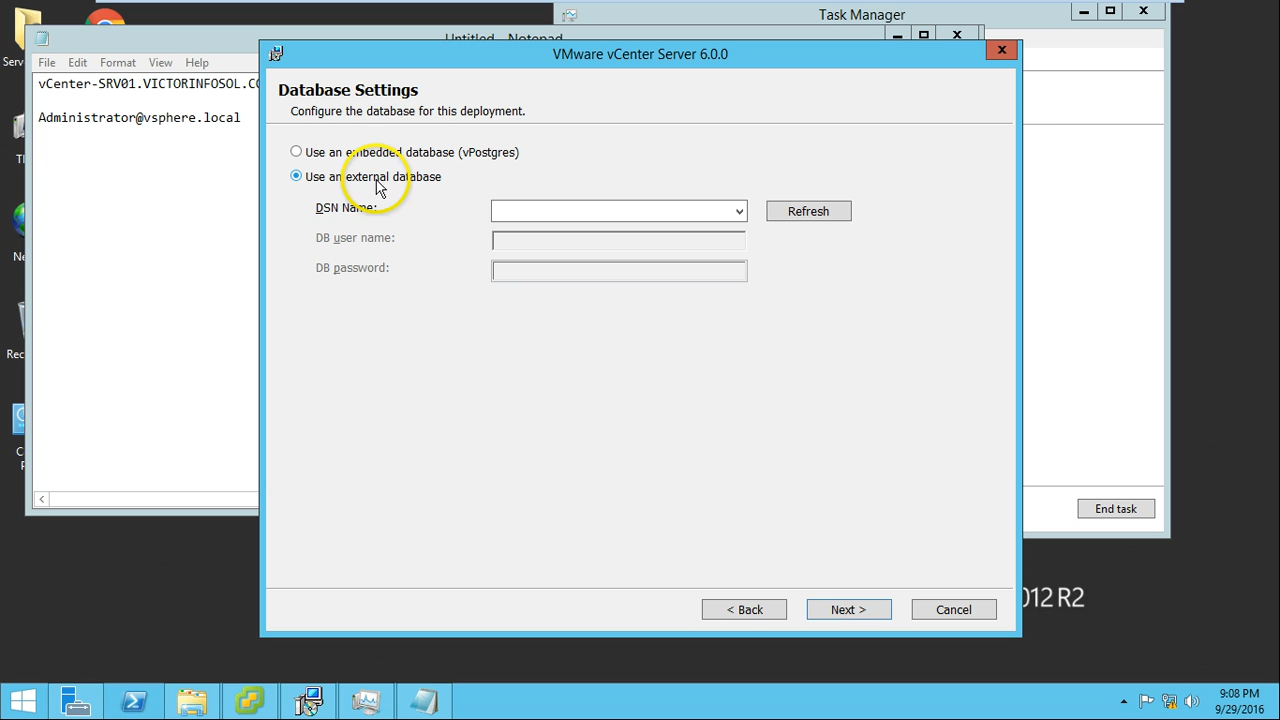 Task Manager
VMware vCenter Server 6.0.0
File Edit Format View Help
vCenter-SRV01.VICTORINFOSOL.CO
Administrator@vsphere.local
Database Settings
Configure the database for this deployment.
Use an embedded database (vPostgres)
Use an external database
DSN Name:
Refresh
DB user name:
DB password:
End task
< Back
Next >
Cancel
012 R2
9:08 PM
9/29/2016